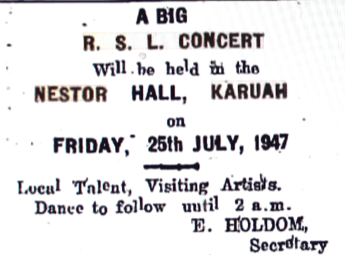 A BIG
R. S. L. CONCERT
Will be held in the
NESTOR HALL, KARUAH
on
FRIDAY, 25th JULY, 1947
Local Talent, Visiting Artists.
Dance to follow until 2 a.m.
E. HOLDOM,
Secretary